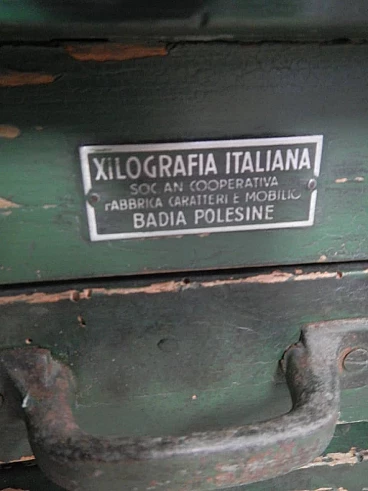 XILOGRAFIA ITALIANA
SOC. AN. COOPERATIVA
FABBRICA CARATTERI E MOBILIO
BADIA POLESINE